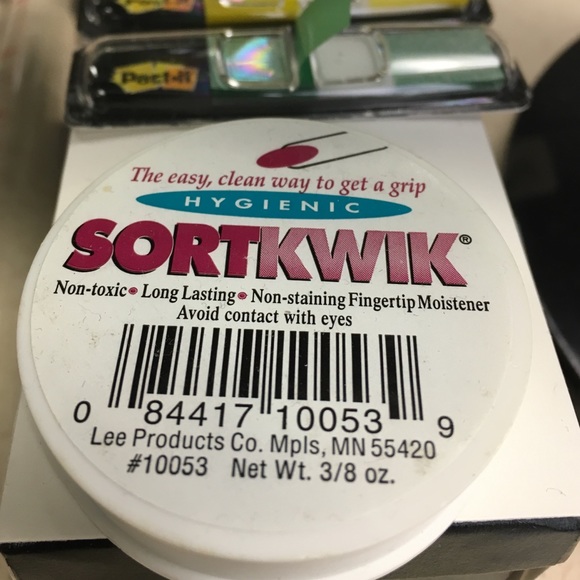 Post-it
The easy, clean way to get a grip
HYGIENIC
SORTKWIK®
Non-toxic • Long Lasting • Non-staining Fingertip Moistener
Avoid contact with eyes
0 84417 10053 9
Lee Products Co. Mpls, MN 55420
#10053 Net Wt. 3/8 oz.